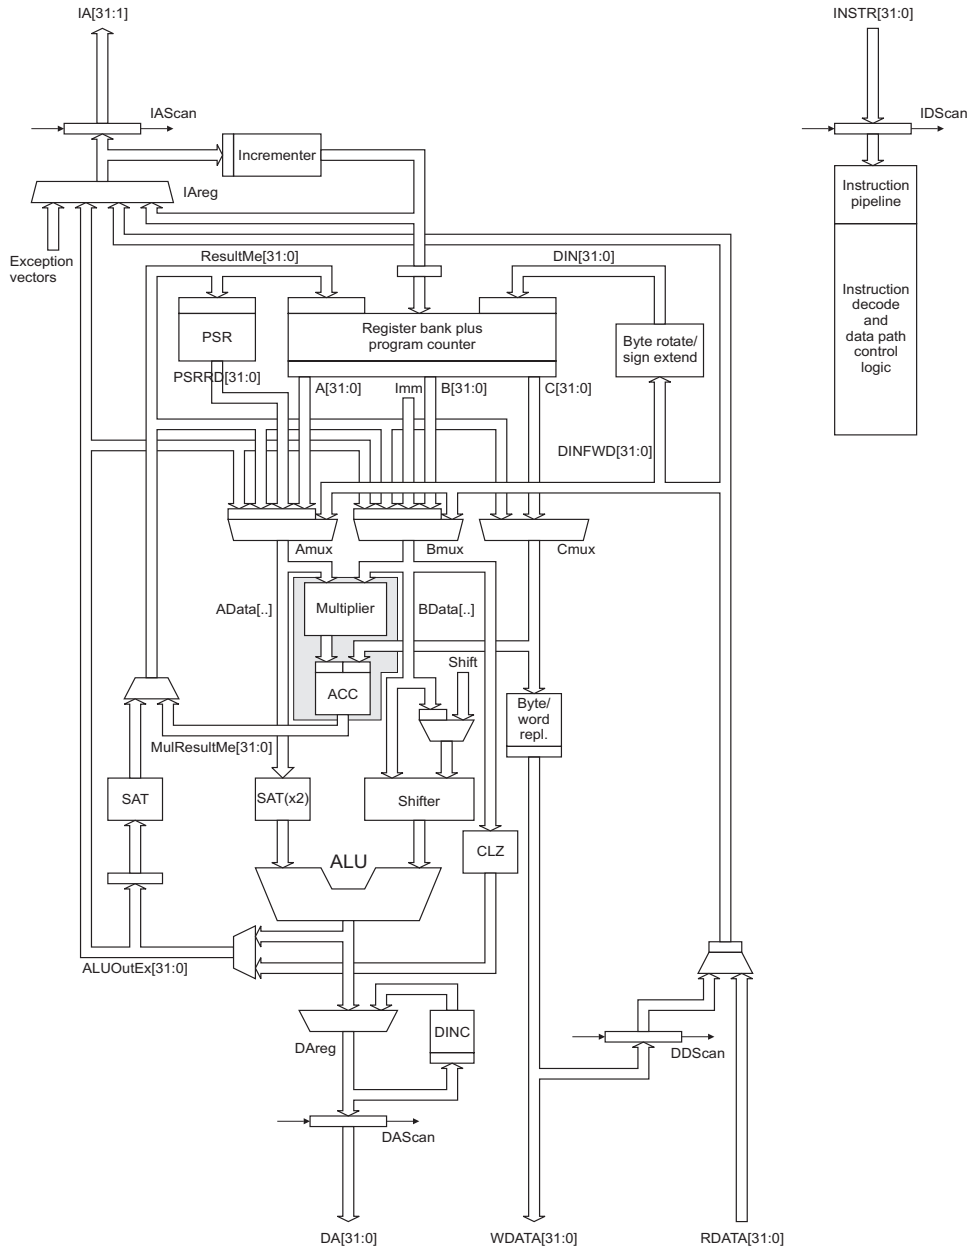 IA[31:1]
INSTR[31:0]
IAScan
IDScan
Incrementer
IAreg
Instruction
pipeline
Exception
vectors
ResultMe[31:0]
DIN[31:0]
Instruction
decode
and
data path
control
logic
PSR
Register bank plus
program counter
Byte rotate/
sign extend
PSRRD[31:0]
A[31:0]
Imm
B[31:0]
C[31:0]
DINFWD[31:0]
Amux
Bmux
Cmux
AData[..]
Multiplier
BData[..]
Shift
ACC
Byte/
word
repl.
MulResultMe[31:0]
SAT
SAT(x2)
Shifter
CLZ
ALU
ALUOutEx[31:0]
DAreg
DINC
DDScan
DAScan
DA[31:0]
WDATA[31:0]
RDATA[31:0]